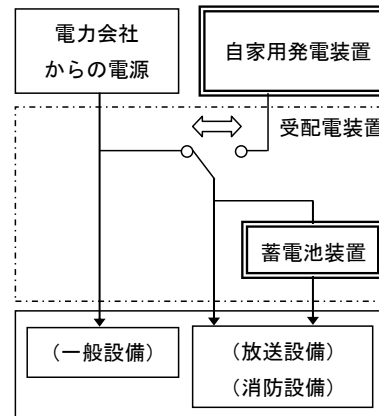 電力会社
からの電源
自家用発電装置
受配電装置
蓄電池装置
（一般設備）
（放送設備）
（消防設備）